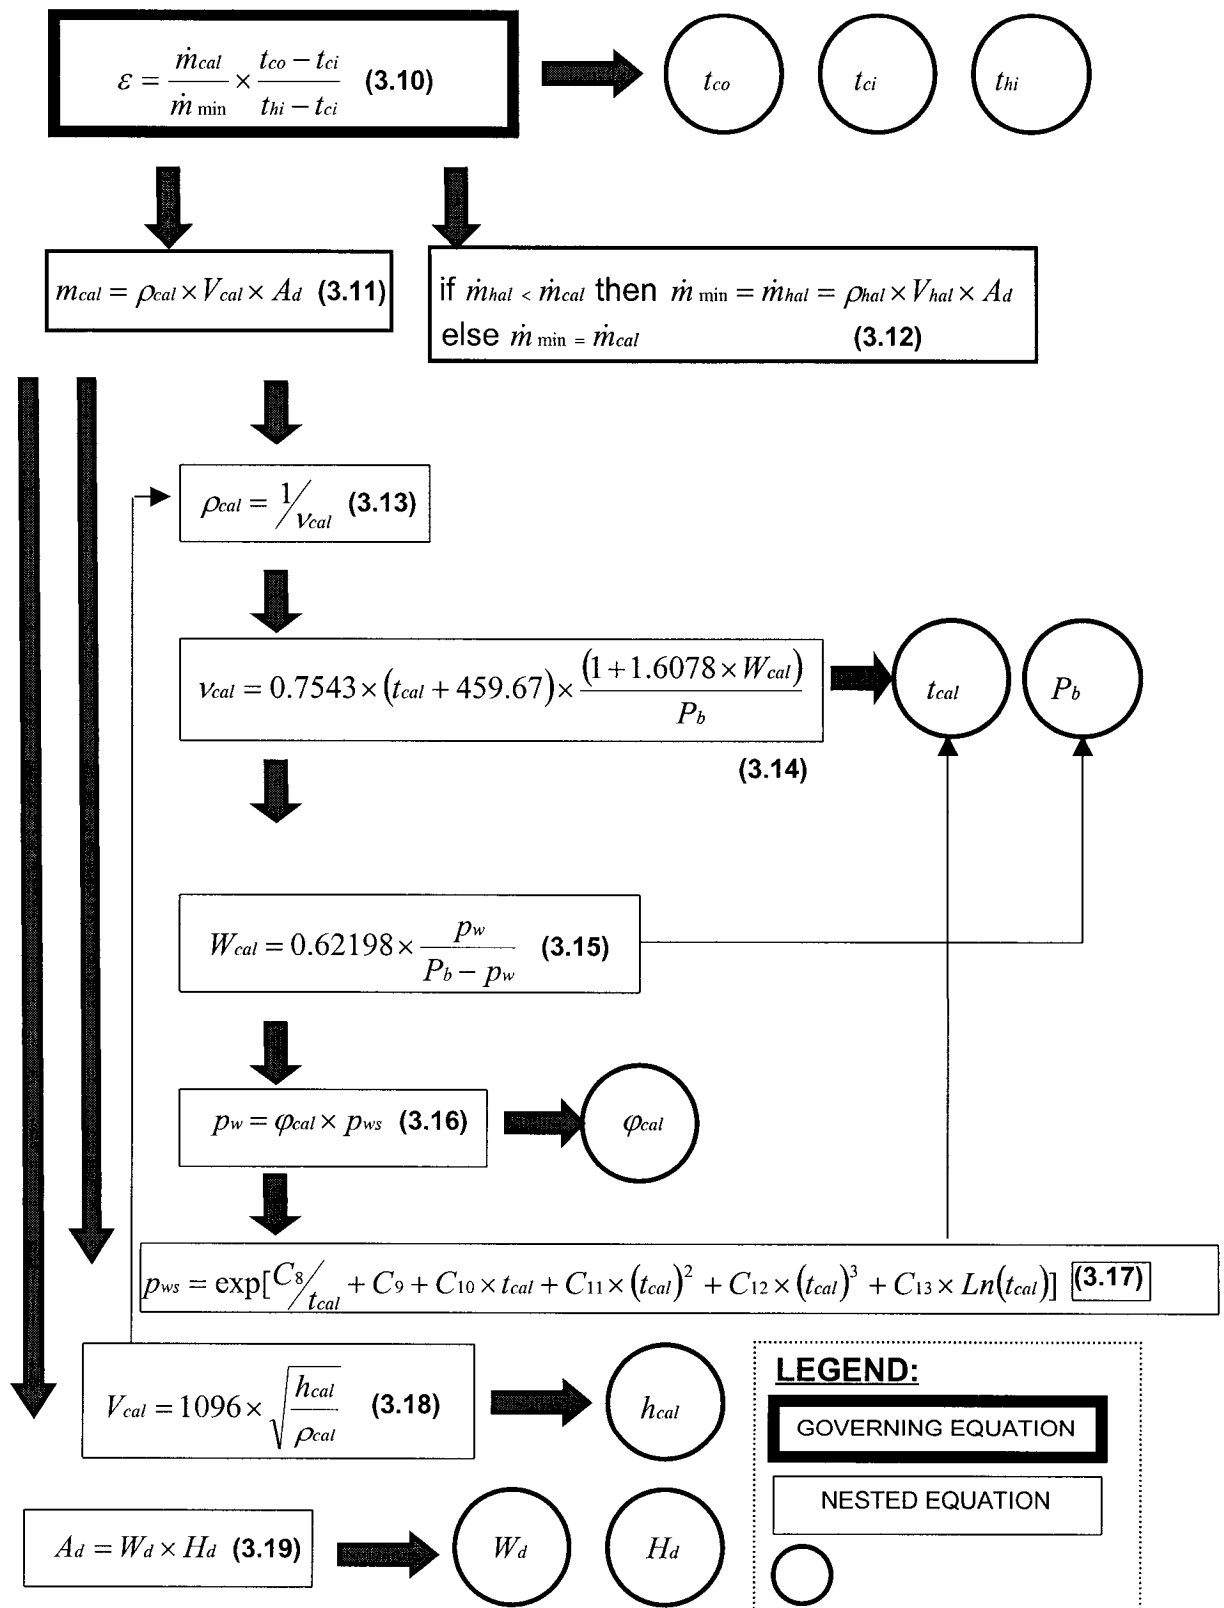 ε = ṁcal / ṁ min × (tco − tci) / (thi − tci) (3.10)
tco
tci
thi
mcal = ρcal × Vcal × Ad (3.11)
if ṁhal < ṁcal then ṁ min = ṁhal = ρhal × Vhal × Ad
else ṁ min = ṁcal (3.12)
ρcal = 1/νcal (3.13)
νcal = 0.7543 × (tcal + 459.67) × (1 + 1.6078 × Wcal) / Pb
(3.14)
tcal
Pb
Wcal = 0.62198 × pw / (Pb − pw) (3.15)
pw = φcal × pws (3.16)
φcal
pws = exp[C8/tcal + C9 + C10 × tcal + C11 × (tcal)² + C12 × (tcal)³ + C13 × Ln(tcal)] (3.17)
Vcal = 1096 × √(hcal / ρcal) (3.18)
hcal
Ad = Wd × Hd (3.19)
Wd
Hd
LEGEND:
GOVERNING EQUATION
NESTED EQUATION